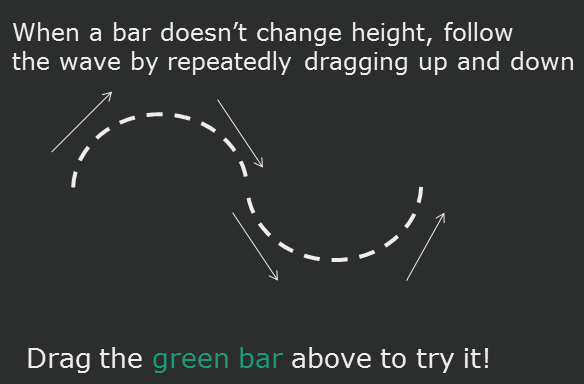 When a bar doesn’t change height, follow
the wave by repeatedly dragging up and down
Drag the green bar above to try it!